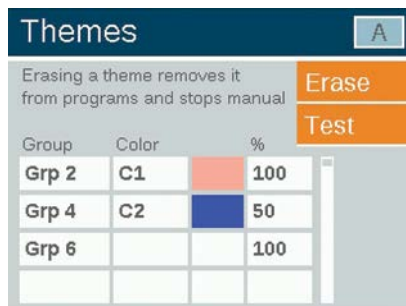 Themes A
Erasing a theme removes it
from programs and stops manual
Erase
Test
Group Color %
Grp 2 C1 100
Grp 4 C2 50
Grp 6 100